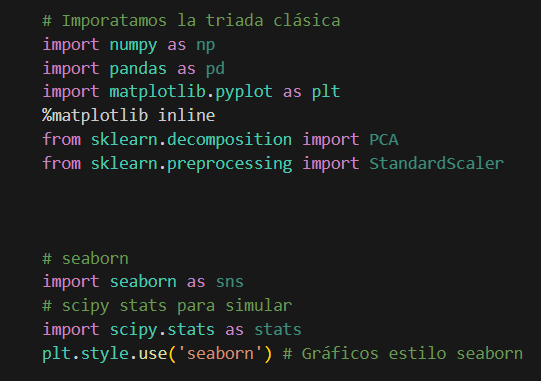 # Imporatamos la triada clásica
import numpy as np
import pandas as pd
import matplotlib.pyplot as plt
%matplotlib inline
from sklearn.decomposition import PCA
from sklearn.preprocessing import StandardScaler
# seaborn
import seaborn as sns
# scipy stats para simular
import scipy.stats as stats
plt.style.use('seaborn') # Gráficos estilo seaborn